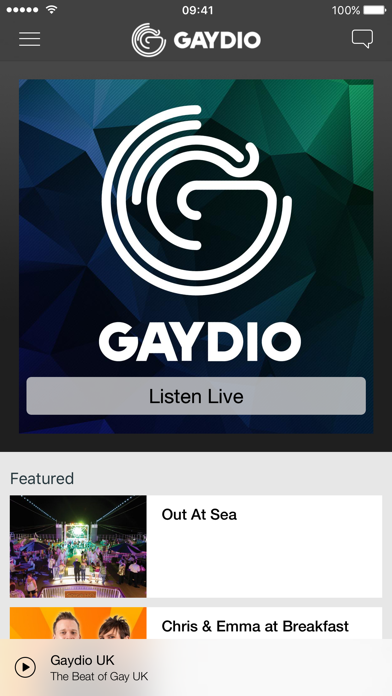 09:41
100%
GAYDIO
GAYDIO
Listen Live
Featured
Out At Sea
Chris & Emma at Breakfast
Gaydio UK
The Beat of Gay UK